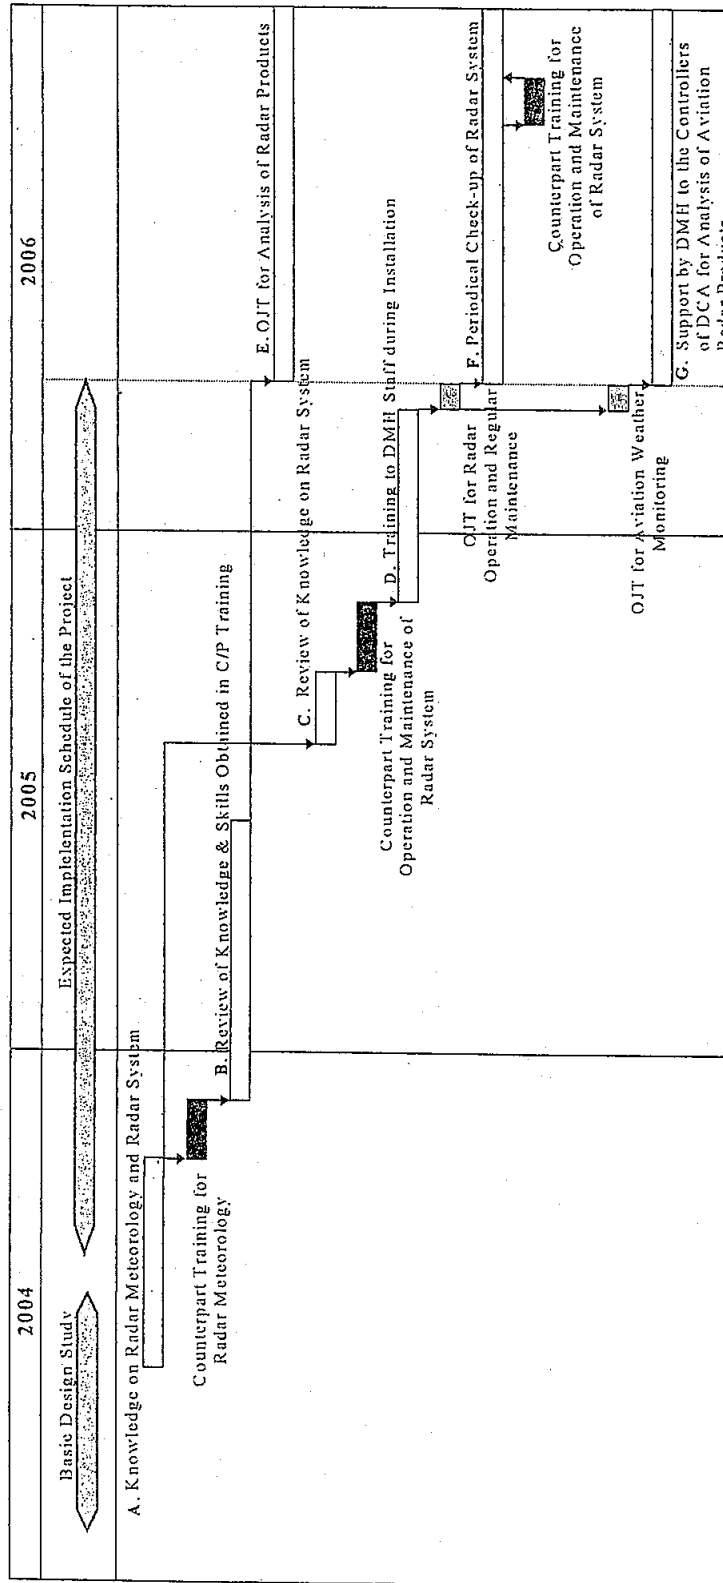 2004
2005
2006
Basic Design Study
Expected Implelentation Schedule of the Project
A. Knowledge on Radar Meteorology and Radar System
Counterpart Training for
Radar Meteorology
B. Review of Knowledge & Skills Obtained in C/P Training
E. OJT for Analysis of Radar Products
C. Review of Knowledge on Radar System
Counterpart Training for
Operation and Maintenance of
Radar System
D. Training to DMH Staff during Installation
OJT for Radar
Operation and Regular
Maintenance
F. Periodical Check-up of Radar System
Counterpart Training for
Operation and Maintenance
of Radar System
OJT for Aviation Weather
Monitoring
G. Support by DMH to the Controllers
of DCA for Analysis of Aviation
Radar Products